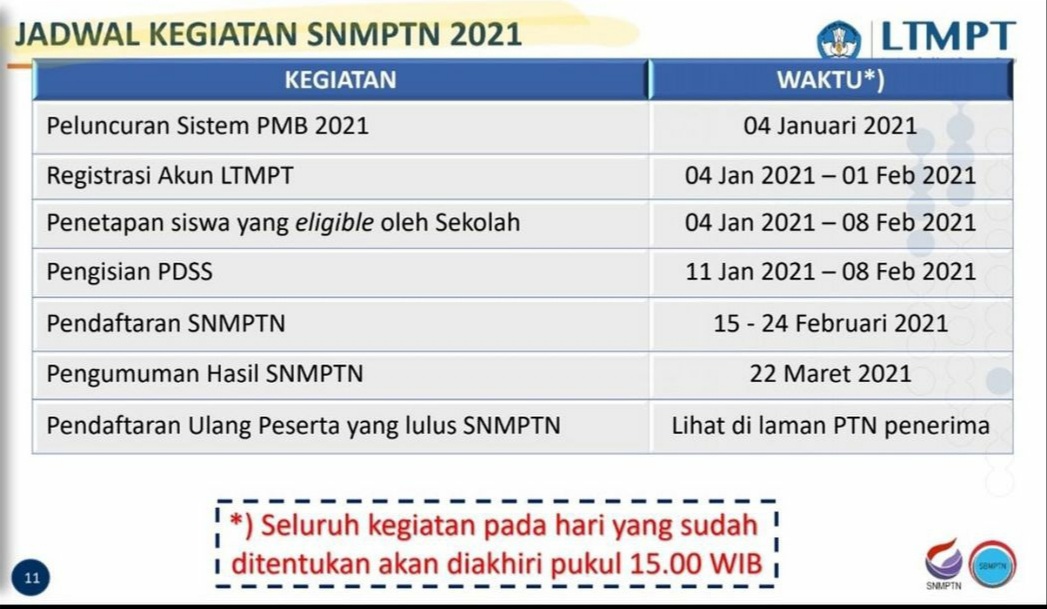 JADWAL KEGIATAN SNMPTN 2021
LTMPT
KEGIATAN WAKTU*)
Peluncuran Sistem PMB 2021 04 Januari 2021
Registrasi Akun LTMPT 04 Jan 2021 – 01 Feb 2021
Penetapan siswa yang eligible oleh Sekolah 04 Jan 2021 – 08 Feb 2021
Pengisian PDSS 11 Jan 2021 – 08 Feb 2021
Pendaftaran SNMPTN 15 - 24 Februari 2021
Pengumuman Hasil SNMPTN 22 Maret 2021
Pendaftaran Ulang Peserta yang lulus SNMPTN Lihat di laman PTN penerima
*) Seluruh kegiatan pada hari yang sudah
ditentukan akan diakhiri pukul 15.00 WIB
11
SNMPTN
SBMPTN